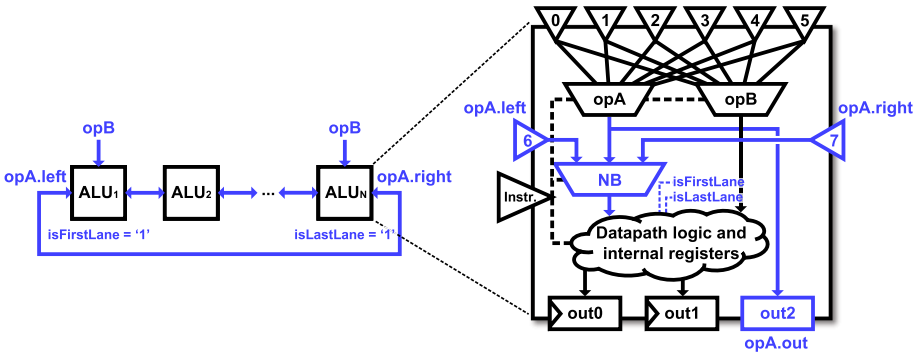 0 1 2 3 4 5
opA opB
opA.left opA.right
6 7
NB
Instr.
isFirstLane
isLastLane
Datapath logic and
internal registers
out0 out1 out2
opA.out
opB opB
opA.left opA.right
ALU1 ALU2 ... ALUN
isFirstLane = ‘1’ isLastLane = ‘1’